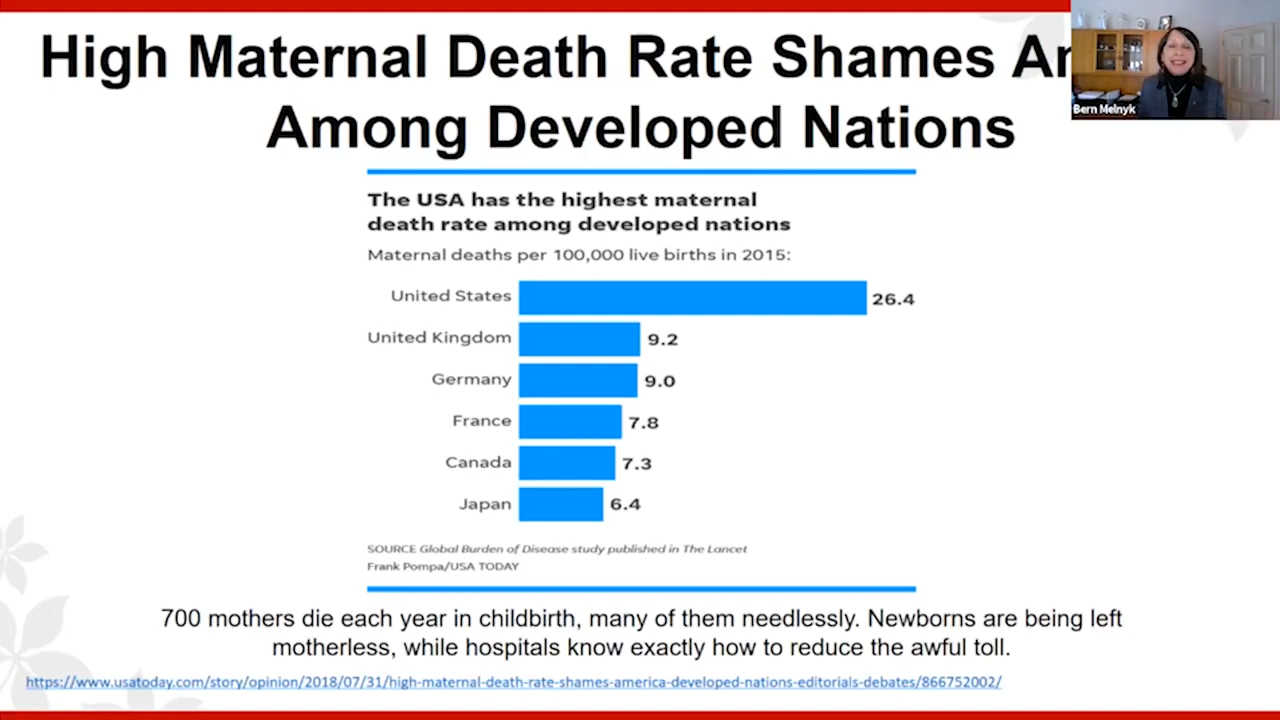 High Maternal Death Rate Shames
Among Developed Nations
Bern Melnyk
The USA has the highest maternal
death rate among developed nations
Maternal deaths per 100,000 live births in 2015:
United States 26.4
United Kingdom 9.2
Germany 9.0
France 7.8
Canada 7.3
Japan 6.4
SOURCE Global Burden of Disease study published in The Lancet
Frank Pompa/USA TODAY
700 mothers die each year in childbirth, many of them needlessly. Newborns are being left
motherless, while hospitals know exactly how to reduce the awful toll.
https://www.usatoday.com/story/opinion/2018/07/31/high-maternal-death-rate-shames-america-developed-nations-editorials-debates/866752002/